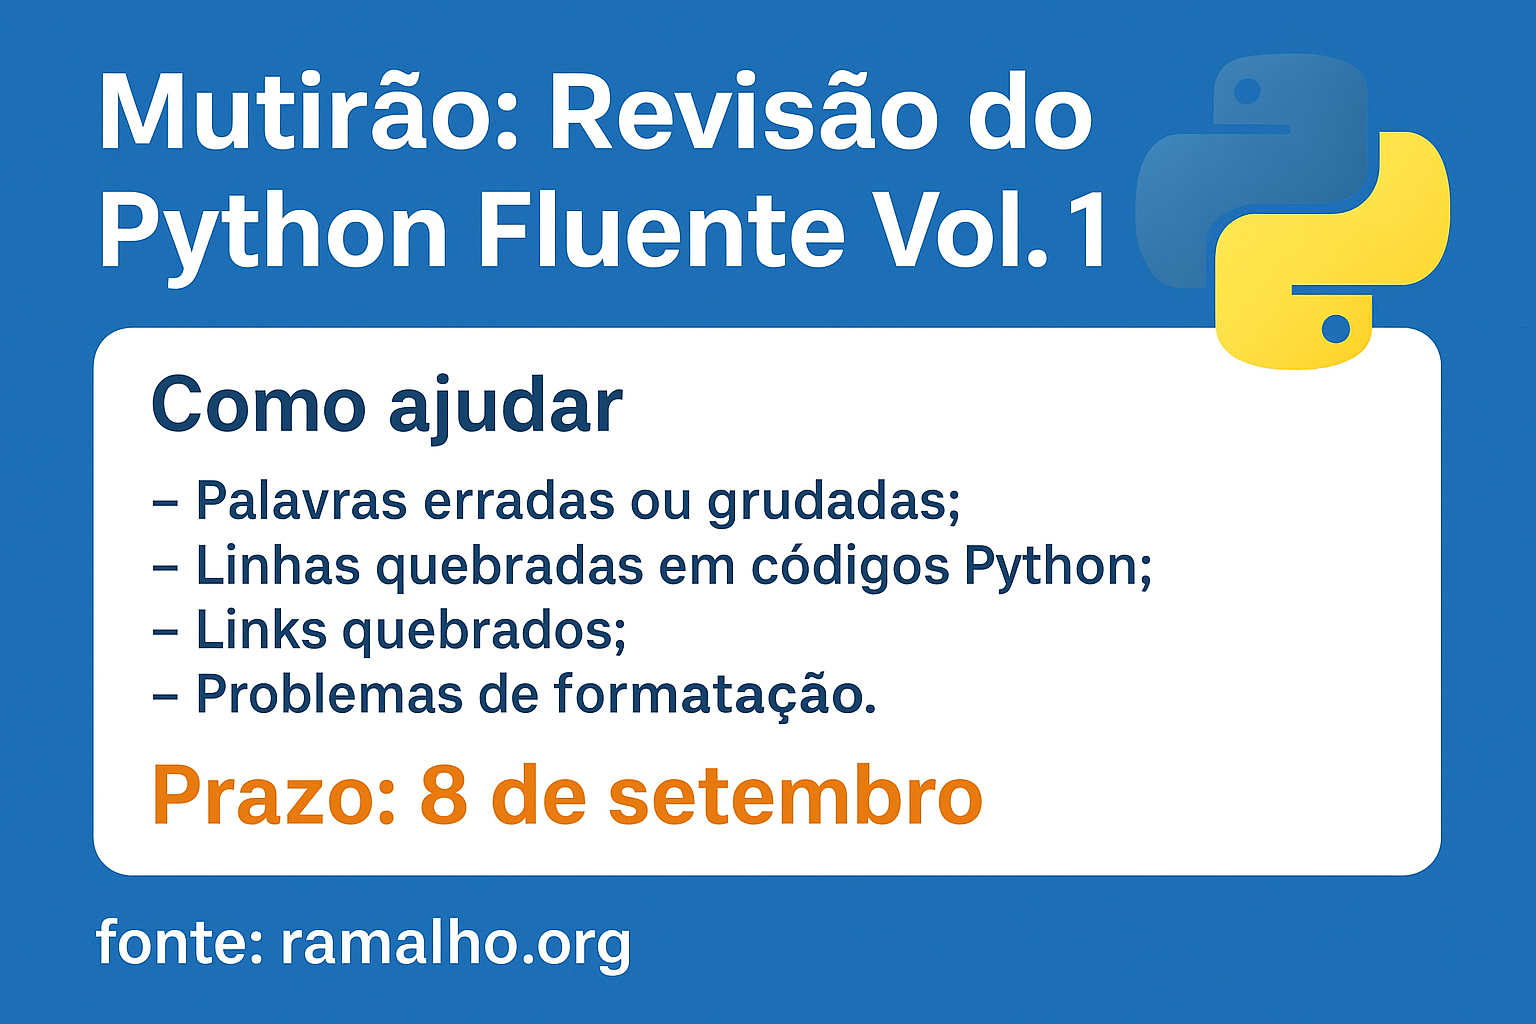 Mutirão: Revisão do
Python Fluente Vol. 1
Como ajudar
– Palavras erradas ou grudadas;
– Linhas quebradas em códigos Python;
– Links quebrados;
– Problemas de formatação.
Prazo: 8 de setembro
fonte: ramalho.org